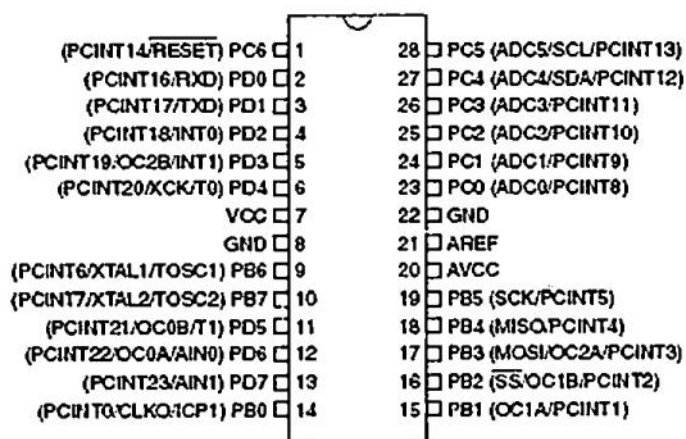 (PCINT14/RESET) PC6 1 28 PC5 (ADC5/SCL/PCINT13)
(PCINT16/RXD) PD0 2 27 PC4 (ADC4/SDA/PCINT12)
(PCINT17/TXD) PD1 3 26 PC3 (ADC3/PCINT11)
(PCINT18/INT0) PD2 4 25 PC2 (ADC2/PCINT10)
(PCINT19/OC2B/INT1) PD3 5 24 PC1 (ADC1/PCINT9)
(PCINT20/XCK/T0) PD4 6 23 PC0 (ADC0/PCINT8)
VCC 7 22 GND
GND 8 21 AREF
(PCINT6/XTAL1/TOSC1) PB6 9 20 AVCC
(PCINT7/XTAL2/TOSC2) PB7 10 19 PB5 (SCK/PCINT5)
(PCINT21/OC0B/T1) PD5 11 18 PB4 (MISO/PCINT4)
(PCINT22/OC0A/AIN0) PD6 12 17 PB3 (MOSI/OC2A/PCINT3)
(PCINT23/AIN1) PD7 13 16 PB2 (SS/OC1B/PCINT2)
(PCINT0/CLKO/ICP1) PB0 14 15 PB1 (OC1A/PCINT1)